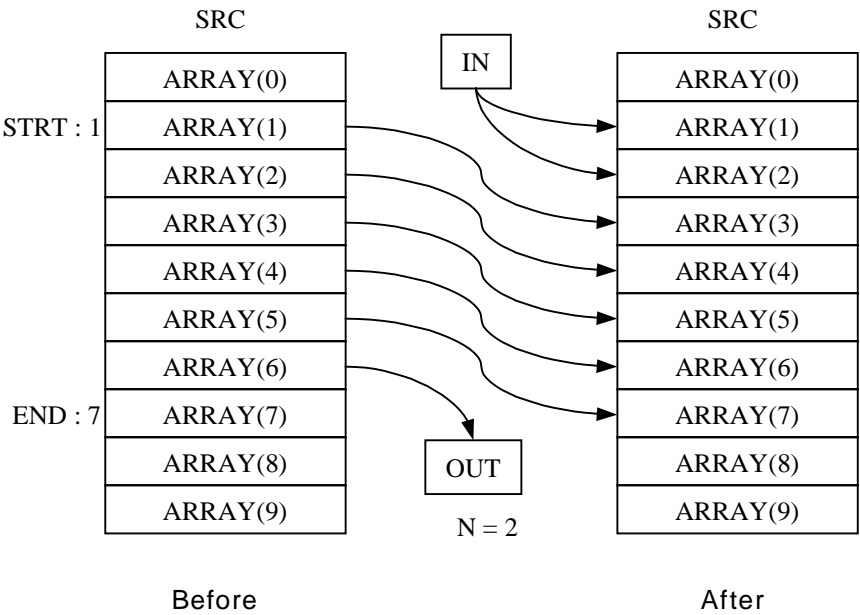 SRC
SRC
IN
ARRAY(0)
ARRAY(0)
STRT : 1
ARRAY(1)
ARRAY(1)
ARRAY(2)
ARRAY(2)
ARRAY(3)
ARRAY(3)
ARRAY(4)
ARRAY(4)
ARRAY(5)
ARRAY(5)
ARRAY(6)
ARRAY(6)
END : 7
ARRAY(7)
ARRAY(7)
ARRAY(8)
OUT
ARRAY(8)
ARRAY(9)
ARRAY(9)
N = 2
Before
After